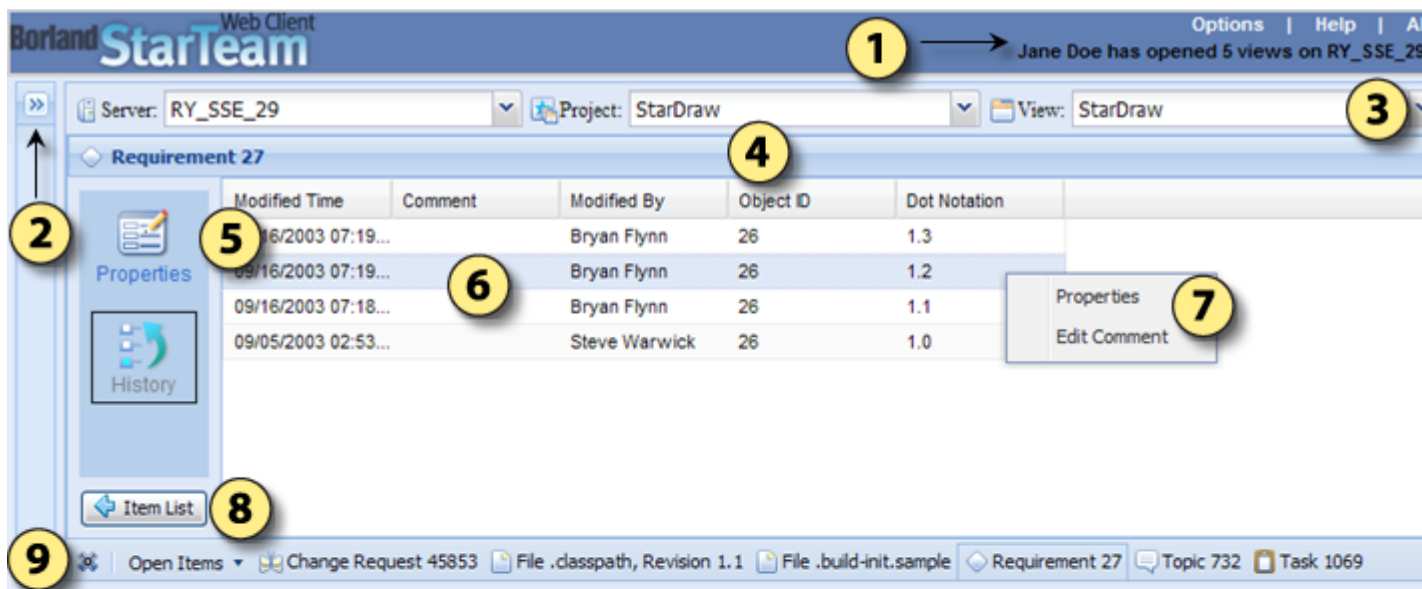 Borland StarTeam Web Client
Options | Help |
1
Jane Doe has opened 5 views on RY_SSE_29
Server: RY_SSE_29 Project: StarDraw View: StarDraw
3
4
Requirement 27
2
Modified Time Comment Modified By Object ID Dot Notation
5
16/2003 07:19... Bryan Flynn 26 1.3
Properties
09/16/2003 07:19... Bryan Flynn 26 1.2
6
Properties
7
09/16/2003 07:18... Bryan Flynn 26 1.1
Edit Comment
09/05/2003 02:53... Steve Warwick 26 1.0
History
Item List
8
9
Open Items Change Request 45853 File .classpath, Revision 1.1 File .build-init.sample Requirement 27 Topic 732 Task 1069